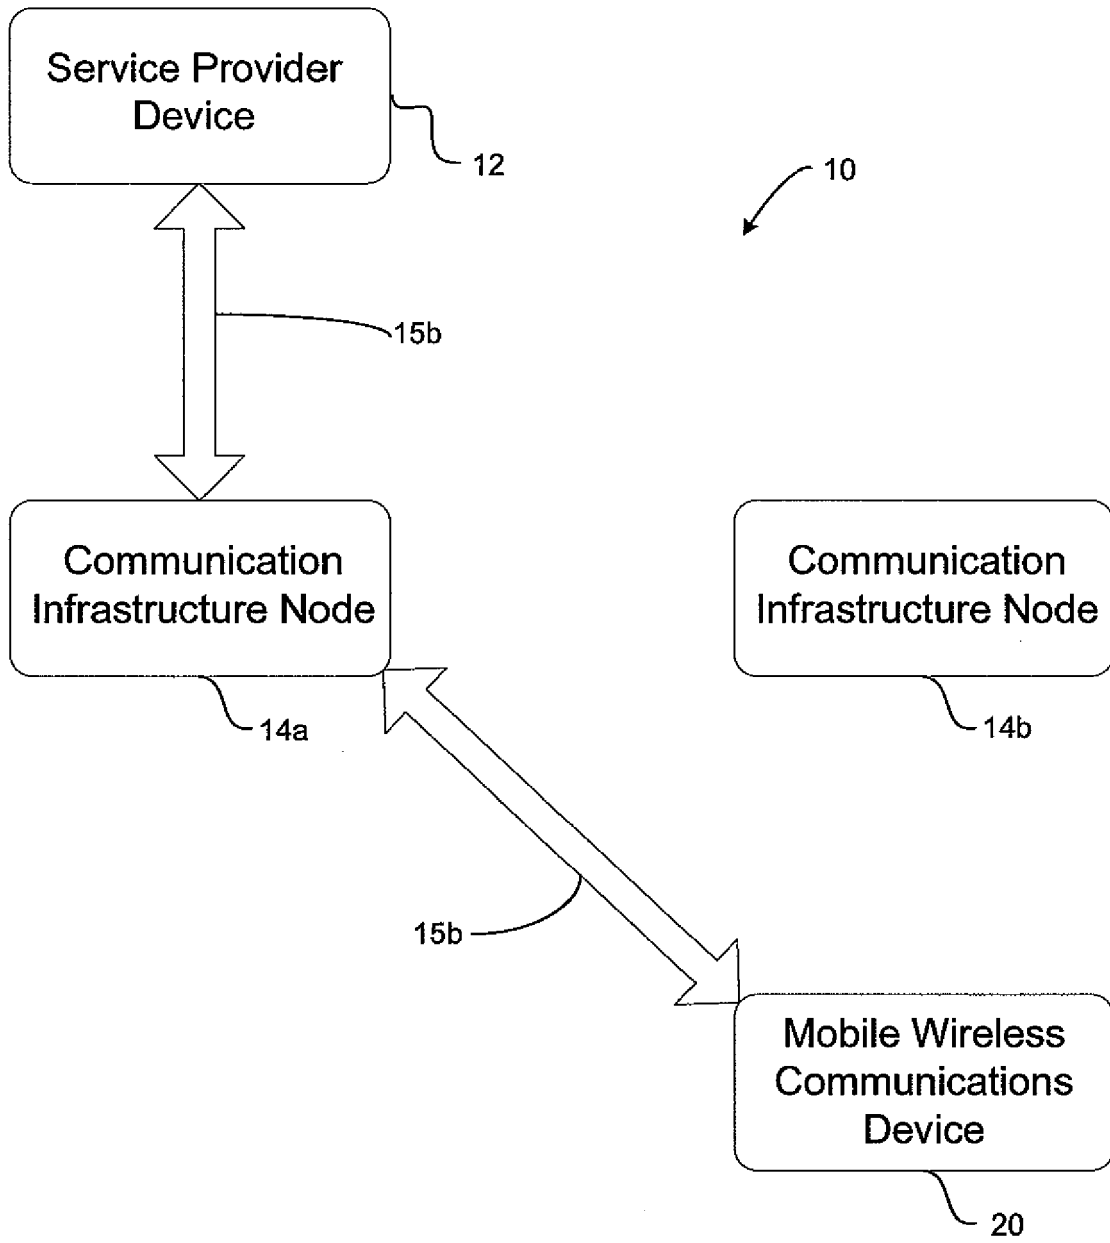 Service Provider
Device
12
10
15b
Communication
Infrastructure Node
14a
Communication
Infrastructure Node
14b
15b
Mobile Wireless
Communications
Device
20